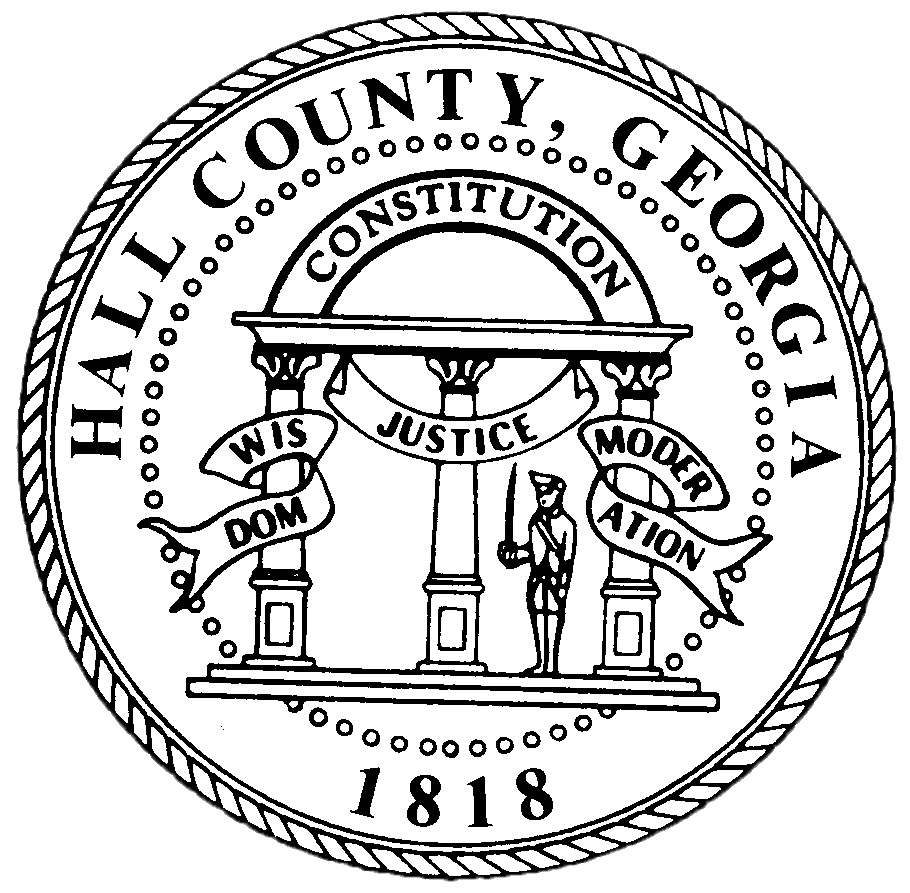 HALL COUNTY, GEORGIA
CONSTITUTION
WIS
DOM
JUSTICE
MODER
ATION
1818